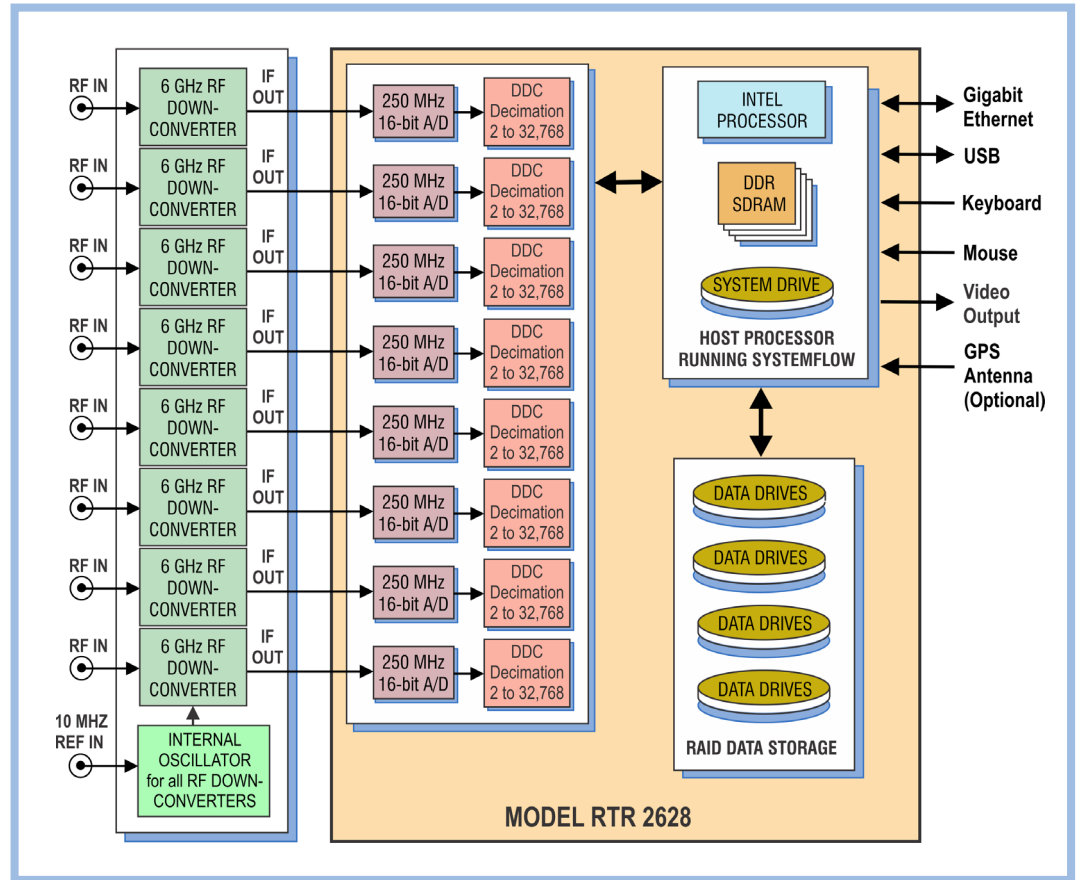 RF IN
6 GHz RF
DOWN-
CONVERTER
IF
OUT
250 MHz
16-bit A/D
DDC
Decimation
2 to 32,768
RF IN
6 GHz RF
DOWN-
CONVERTER
IF
OUT
250 MHz
16-bit A/D
DDC
Decimation
2 to 32,768
RF IN
6 GHz RF
DOWN-
CONVERTER
IF
OUT
250 MHz
16-bit A/D
DDC
Decimation
2 to 32,768
RF IN
6 GHz RF
DOWN-
CONVERTER
IF
OUT
250 MHz
16-bit A/D
DDC
Decimation
2 to 32,768
RF IN
6 GHz RF
DOWN-
CONVERTER
IF
OUT
250 MHz
16-bit A/D
DDC
Decimation
2 to 32,768
RF IN
6 GHz RF
DOWN-
CONVERTER
IF
OUT
250 MHz
16-bit A/D
DDC
Decimation
2 to 32,768
RF IN
6 GHz RF
DOWN-
CONVERTER
IF
OUT
250 MHz
16-bit A/D
DDC
Decimation
2 to 32,768
RF IN
6 GHz RF
DOWN-
CONVERTER
IF
OUT
250 MHz
16-bit A/D
DDC
Decimation
2 to 32,768
10 MHZ
REF IN
INTERNAL
OSCILLATOR
for all RF DOWN-
CONVERTERS
INTEL
PROCESSOR
DDR
SDRAM
SYSTEM DRIVE
HOST PROCESSOR
RUNNING SYSTEMFLOW
Gigabit
Ethernet
USB
Keyboard
Mouse
Video
Output
GPS
Antenna
(Optional)
DATA DRIVES
DATA DRIVES
DATA DRIVES
DATA DRIVES
RAID DATA STORAGE
MODEL RTR 2628